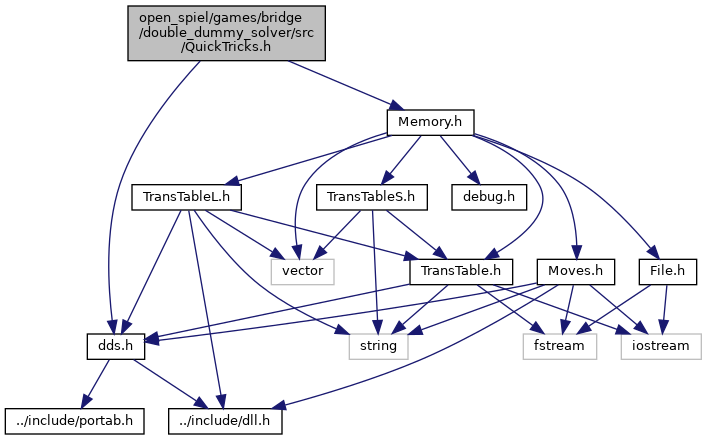 open_spiel/games/bridge
/double_dummy_solver/src
/QuickTricks.h
Memory.h
TransTableL.h
TransTableS.h
debug.h
vector
TransTable.h
Moves.h
File.h
dds.h
string
fstream
iostream
../include/portab.h
../include/dll.h